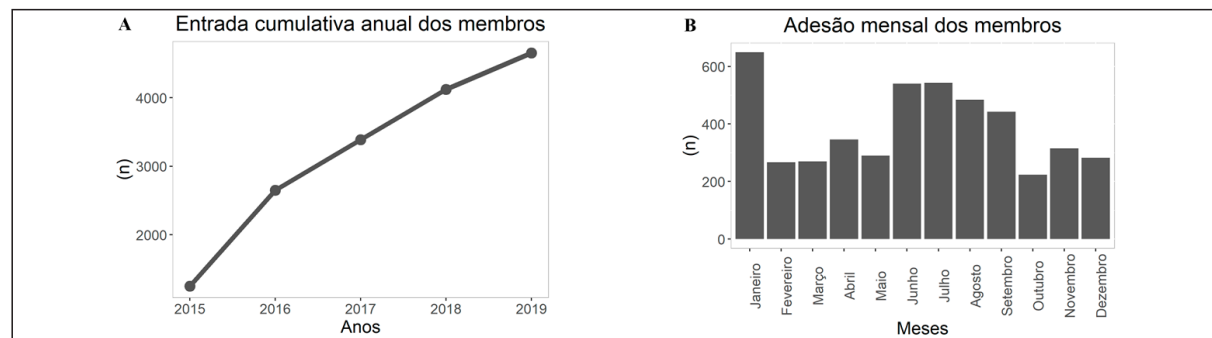 A Entrada cumulativa anual dos membros
4000
3000
2000
(n)
2015 2016 2017 2018 2019
Anos
B Adesão mensal dos membros
600
400
200
0
(n)
Janeiro
Fevereiro
Março
Abril
Maio
Junho
Julho
Agosto
Setembro
Outubro
Novembro
Dezembro
Meses